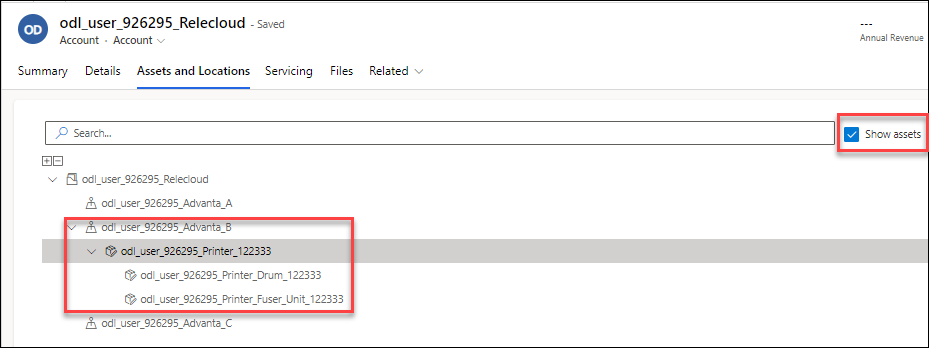 OD
odl_user_926295_Relecloud - Saved
Account · Account
---
Annual Revenue
Summary Details Assets and Locations Servicing Files Related
Search...
Show assets
odl_user_926295_Relecloud
odl_user_926295_Advanta_A
odl_user_926295_Advanta_B
odl_user_926295_Printer_122333
odl_user_926295_Printer_Drum_122333
odl_user_926295_Printer_Fuser_Unit_122333
odl_user_926295_Advanta_C